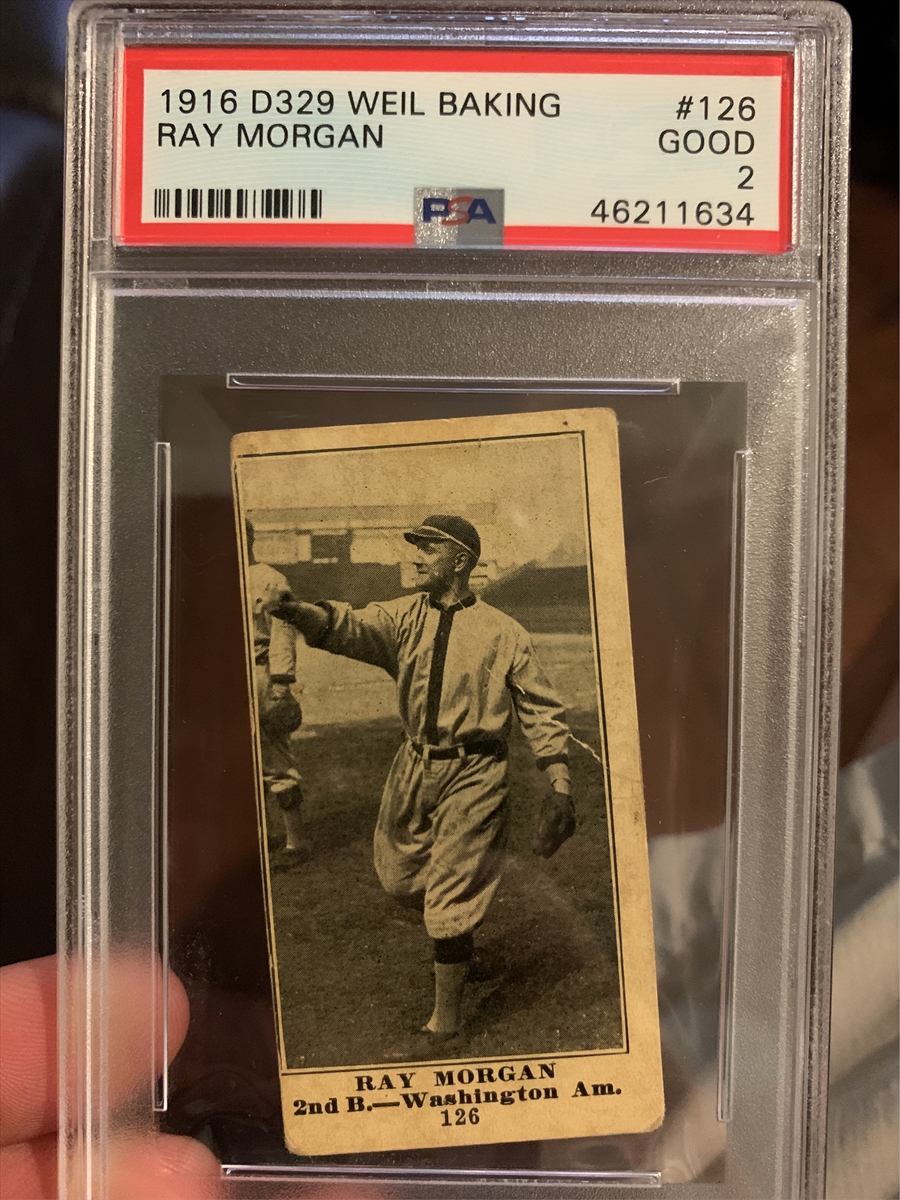 1916 D329 WEIL BAKING #126
RAY MORGAN GOOD
2
PSA 46211634
RAY MORGAN
2nd B.—Washington Am.
126